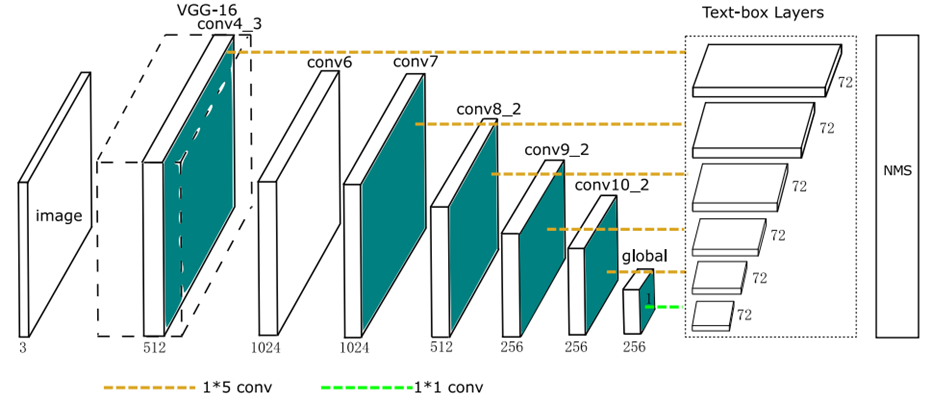 VGG-16
Text-box Layers
conv4_3
conv6
conv7
conv8_2
conv9_2
conv10_2
global
image
1
72
72
72
72
72
72
NMS
3
512
1024
1024
512
256
256
256
1*5 conv
1*1 conv